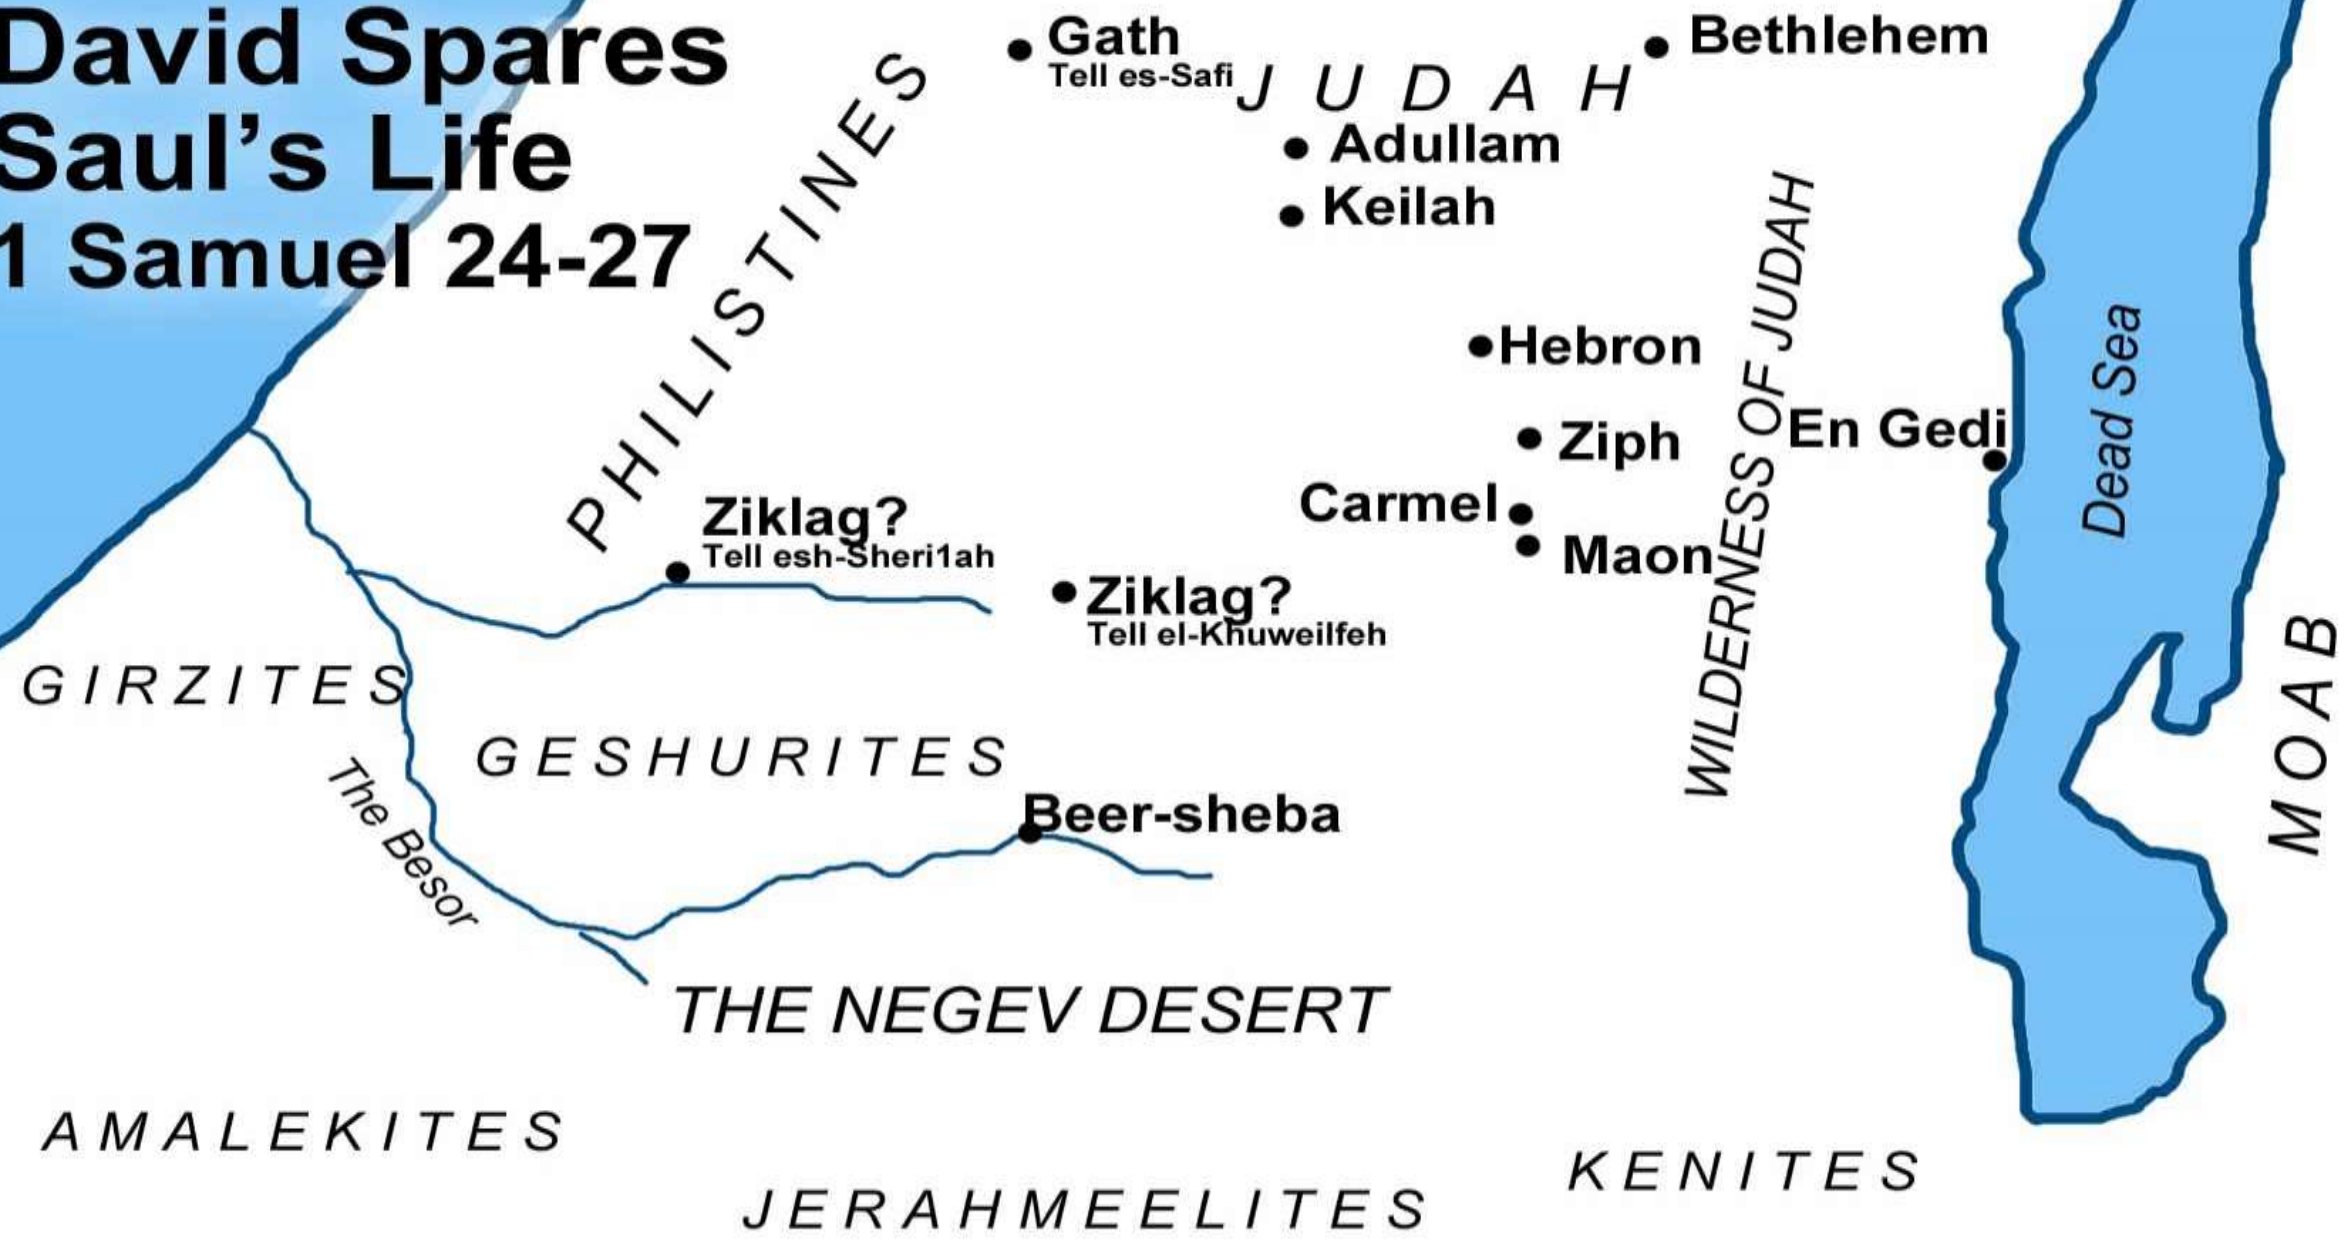 David Spares
Saul's Life
1 Samuel 24-27
PHILISTINES
Gath
Tell es-Safi
JUDAH
Bethlehem
Adullam
Keilah
Hebron
Ziph
Carmel
Maon
WILDERNESS OF JUDAH
En Gedi
Dead Sea
MOAB
Ziklag?
Tell esh-Sheri1ah
Ziklag?
Tell el-Khuweilfeh
GIRZITES
GESHURITES
The Besor
Beer-sheba
THE NEGEV DESERT
AMALEKITES
JERAHMEELITES
KENITES